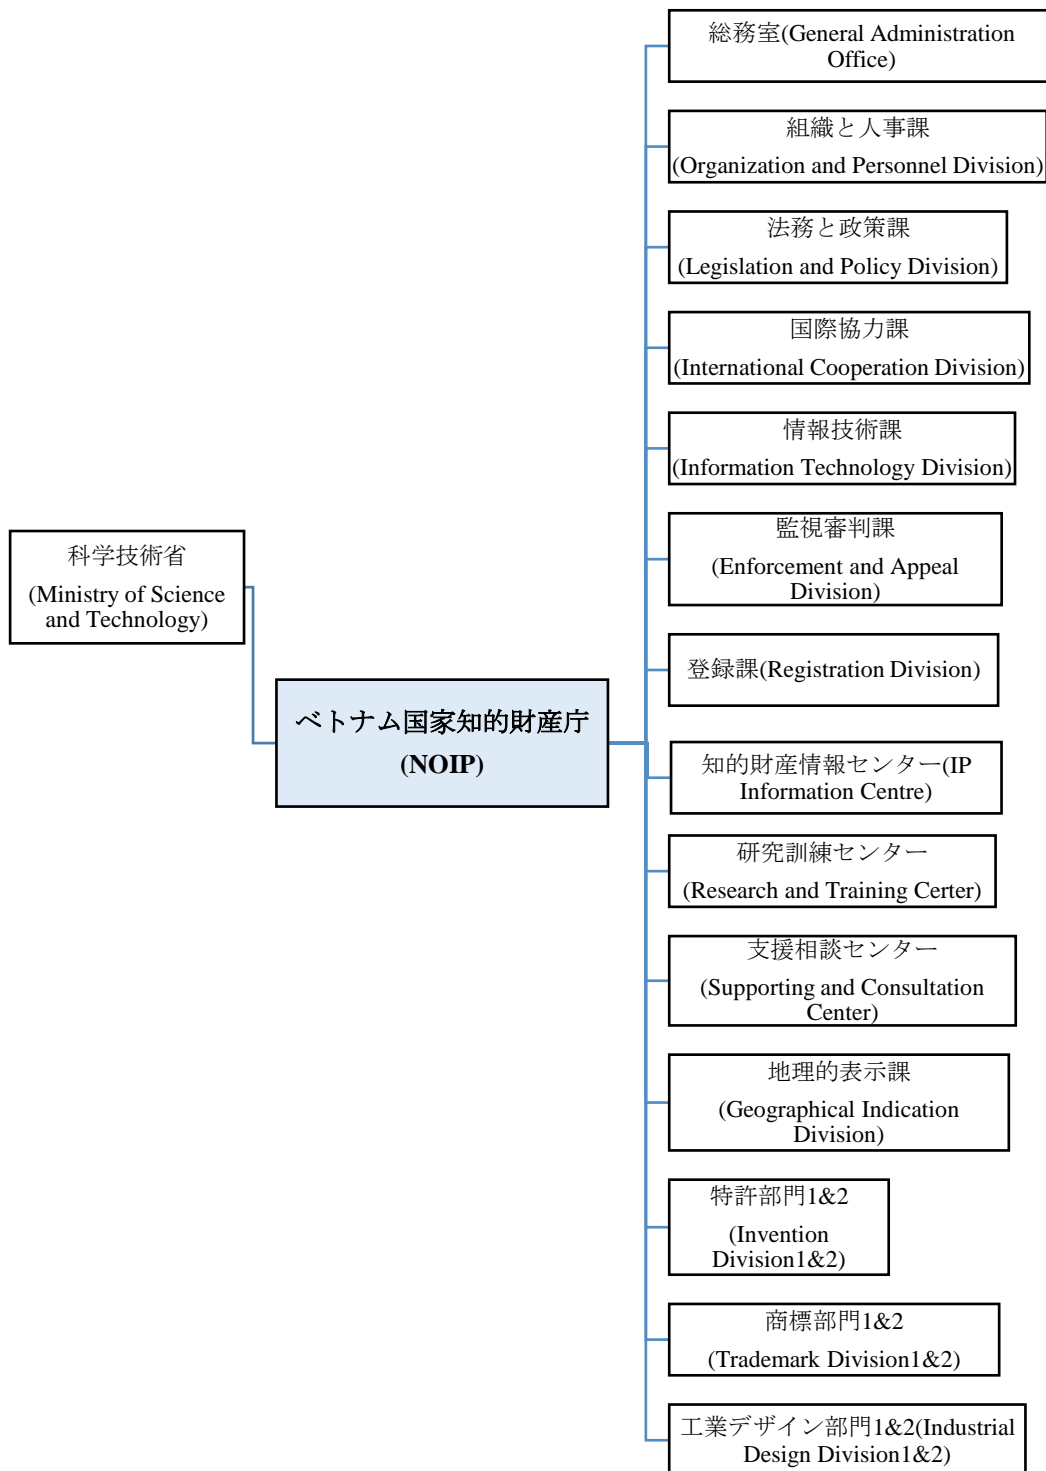 総務室(General Administration
Office)
組織と人事課
(Organization and Personnel Division)
法務と政策課
(Legislation and Policy Division)
国際協力課
(International Cooperation Division)
情報技術課
(Information Technology Division)
監視審判課
(Enforcement and Appeal
Division)
科学技術省
(Ministry of Science
and Technology)
登録課(Registration Division)
ベトナム国家知的財産庁
(NOIP)
知的財産情報センター(IP
Information Centre)
研究訓練センター
(Research and Training Certer)
支援相談センター
(Supporting and Consultation
Center)
地理的表示課
(Geographical Indication
Division)
特許部門1&2
(Invention
Division1&2)
商標部門1&2
(Trademark Division1&2)
工業デザイン部門1&2(Industrial
Design Division1&2)